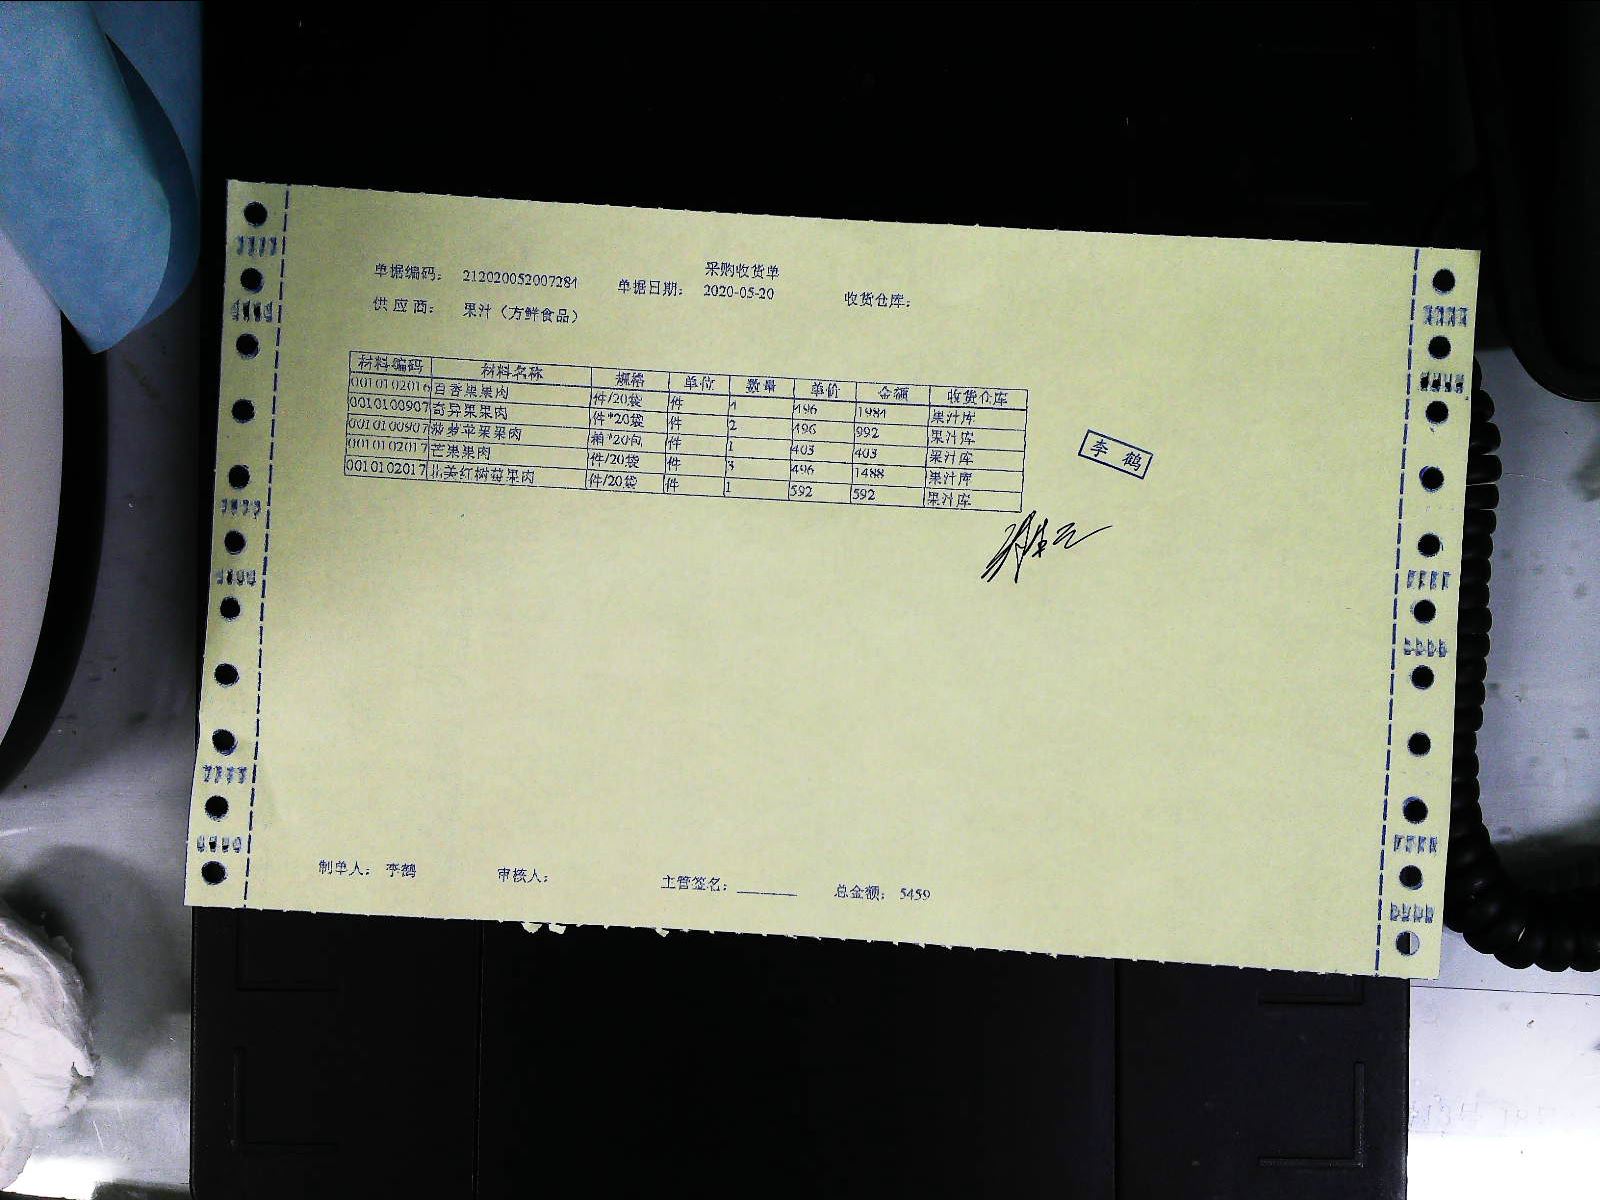 采购收货单
单据编码： 212020052007284 单据日期： 2020-05-20 收货仓库：
供 应 商： 果汁（方鲜食品）
材料编码 材料名称 规格 单位 数量 单价 金额 收货仓库
0010102016 百香果果肉 件/20袋 件 4 496 1984 果汁库
0010100907 奇异果果肉 件*20袋 件 2 496 992 果汁库
0010100907 菠萝苹果果肉 箱*20包 件 1 403 403 果汁库
0010102017 芒果果肉 件/20袋 件 3 496 1488 果汁库
0010102017 北美红树莓果肉 件/20袋 件 1 592 592 果汁库
李 鹤
制单人： 李鹤 审核人： 主管签名：________ 总金额： 5459